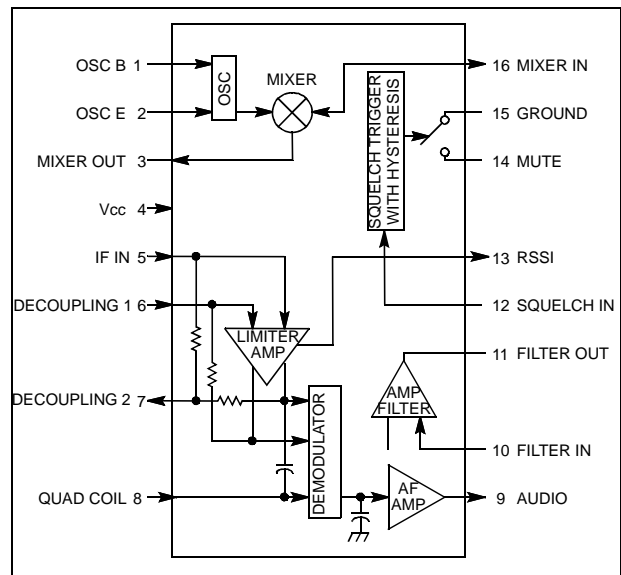 OSC B 1
OSC E 2
MIXER OUT 3
Vcc 4
IF IN 5
DECOUPLING 1 6
DECOUPLING 2 7
QUAD COIL 8
OSC
MIXER
SQUELCH TRIGGER
WITH HYSTERESIS
LIMITER
AMP
DEMODULATOR
AMP
FILTER
AF
AMP
16 MIXER IN
15 GROUND
14 MUTE
13 RSSI
12 SQUELCH IN
11 FILTER OUT
10 FILTER IN
9 AUDIO